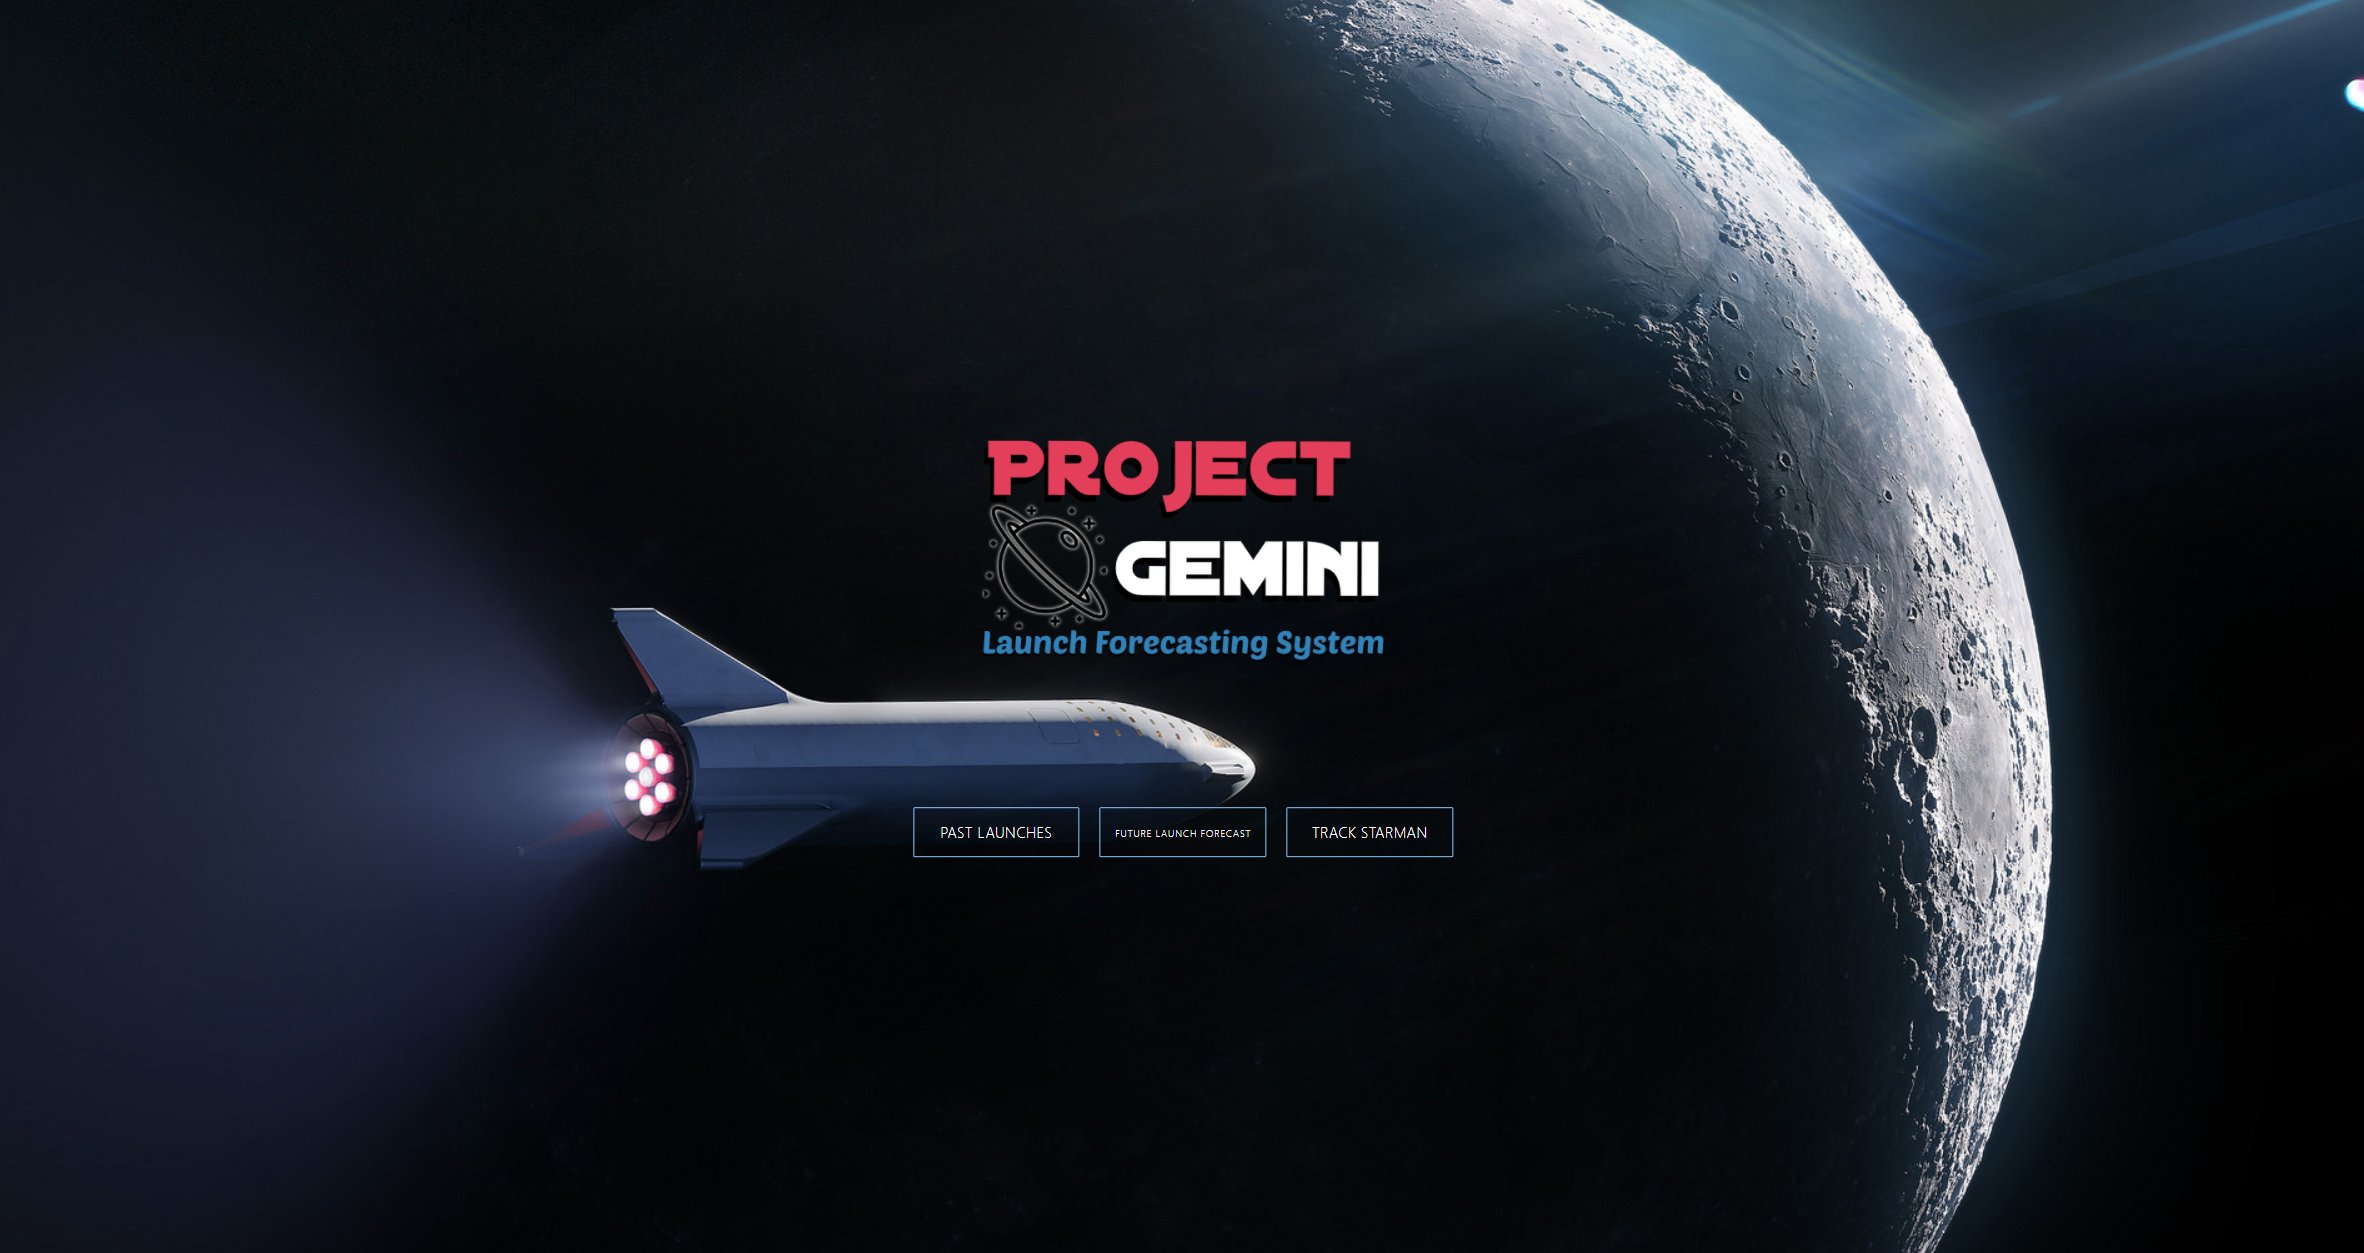 PROJECT
GEMINI
Launch Forecasting System
PAST LAUNCHES
FUTURE LAUNCH FORECAST
TRACK STARMAN